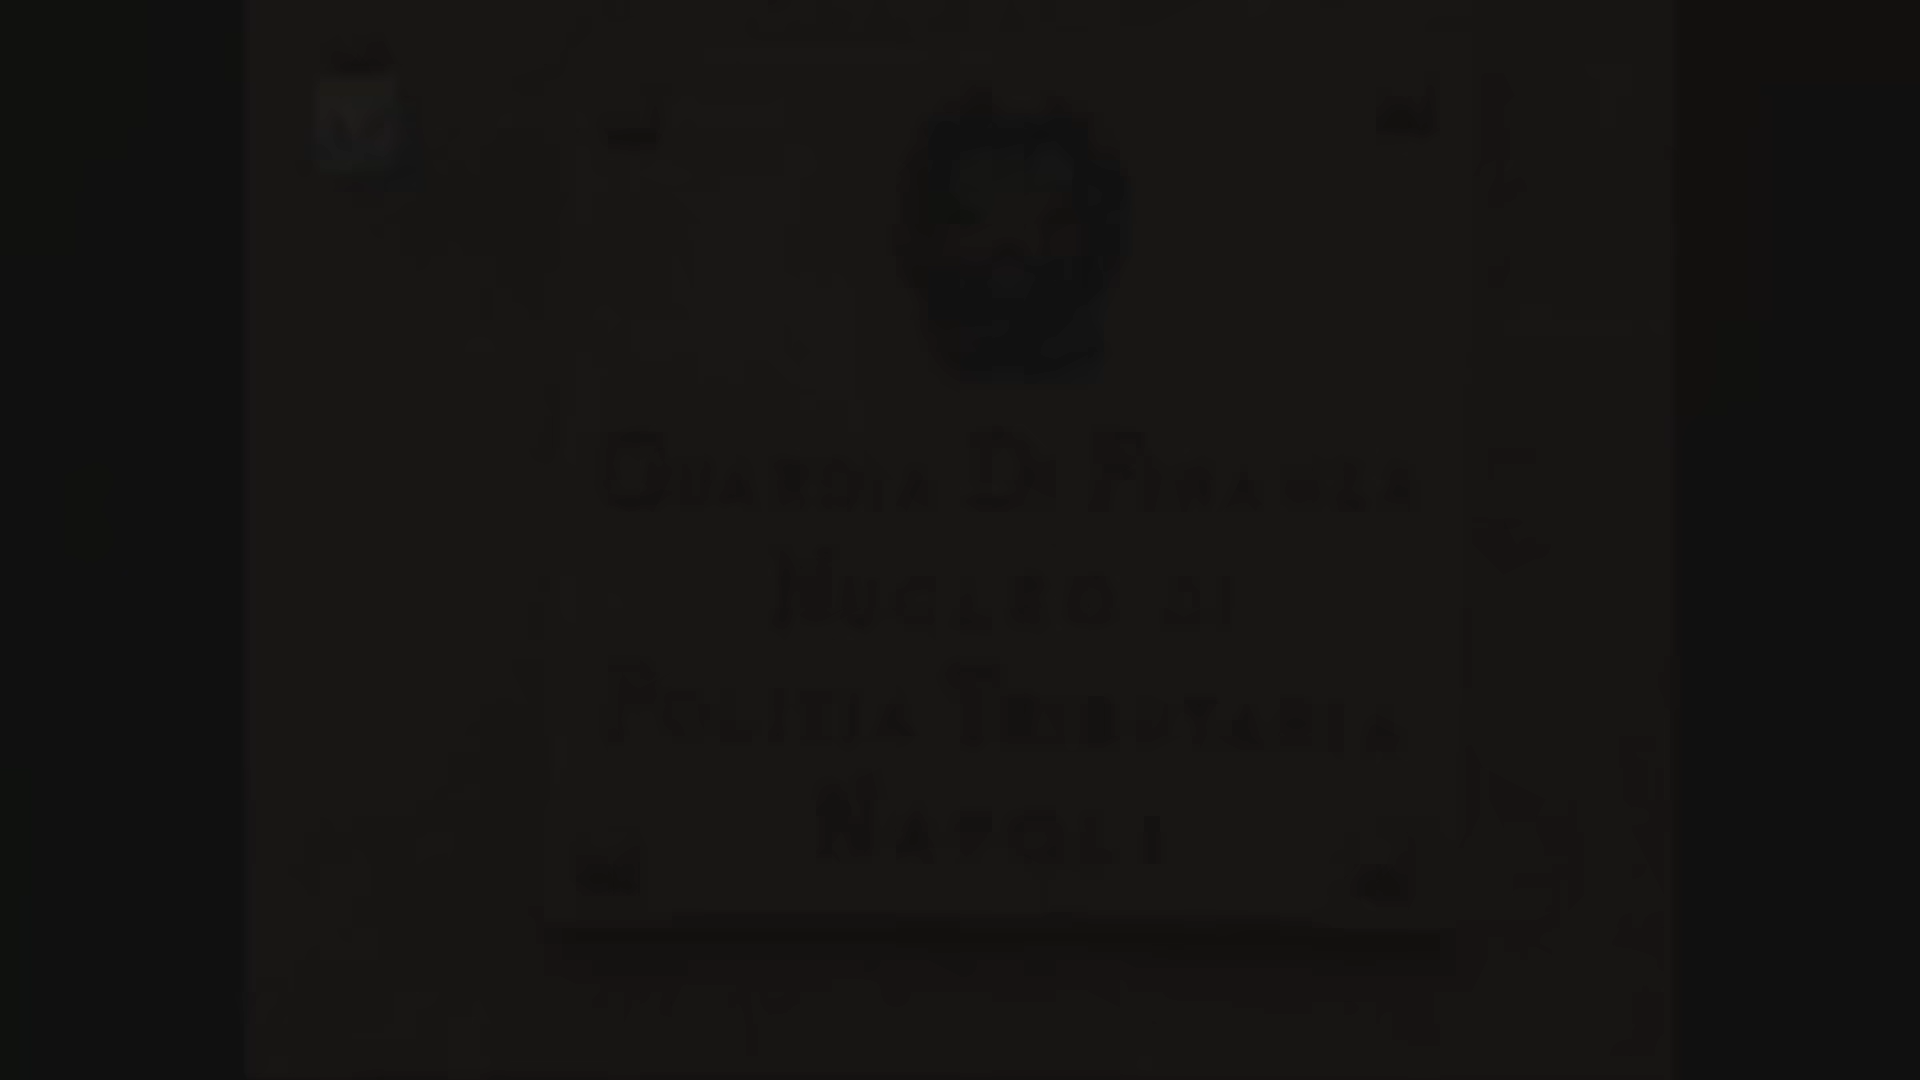 GUARDIA DI FINANZA
NUCLEO DI
POLIZIA TRIBUTARIA
NAPOLI